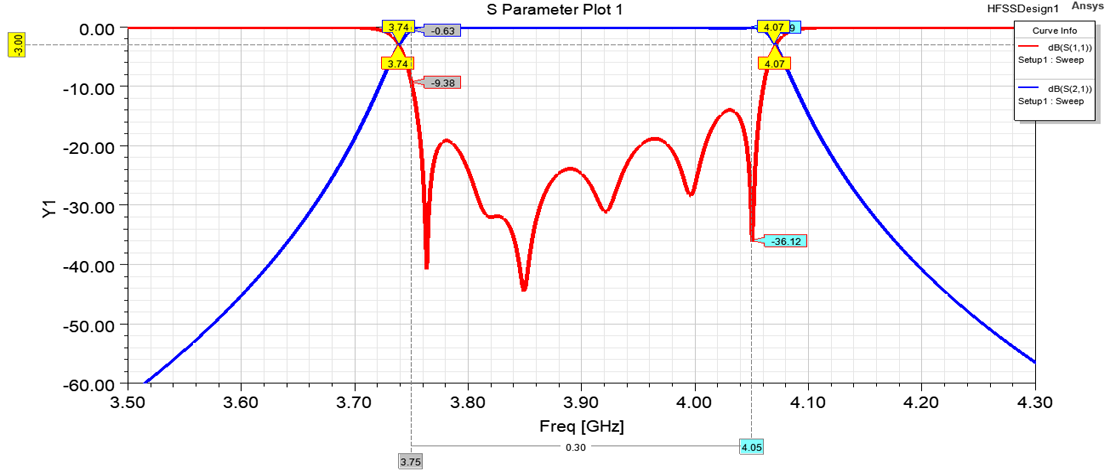 S Parameter Plot 1
HFSSDesign1
Ansys
Curve Info
dB(S(1,1))
Setup1 : Sweep
dB(S(2,1))
Setup1 : Sweep
0.00
-10.00
-20.00
-30.00
-40.00
-50.00
-60.00
Y1
-3.00
3.74
-0.63
3.74
-9.38
4.07
9
4.07
-36.12
3.50
3.60
3.70
3.80
3.90
4.00
4.10
4.20
4.30
Freq [GHz]
0.30
3.75
4.05